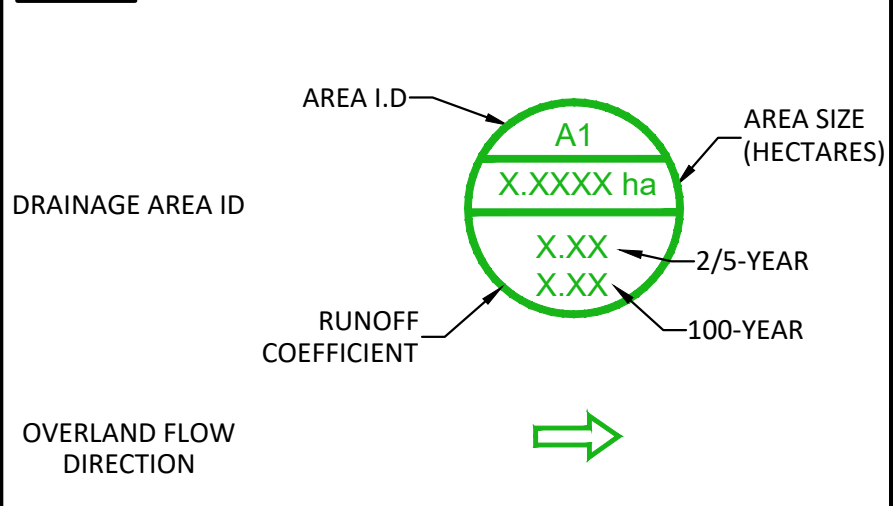 AREA I.D
A1
AREA SIZE
(HECTARES)
X.XXXX ha
DRAINAGE AREA ID
X.XX
2/5-YEAR
X.XX
100-YEAR
RUNOFF
COEFFICIENT
OVERLAND FLOW
DIRECTION